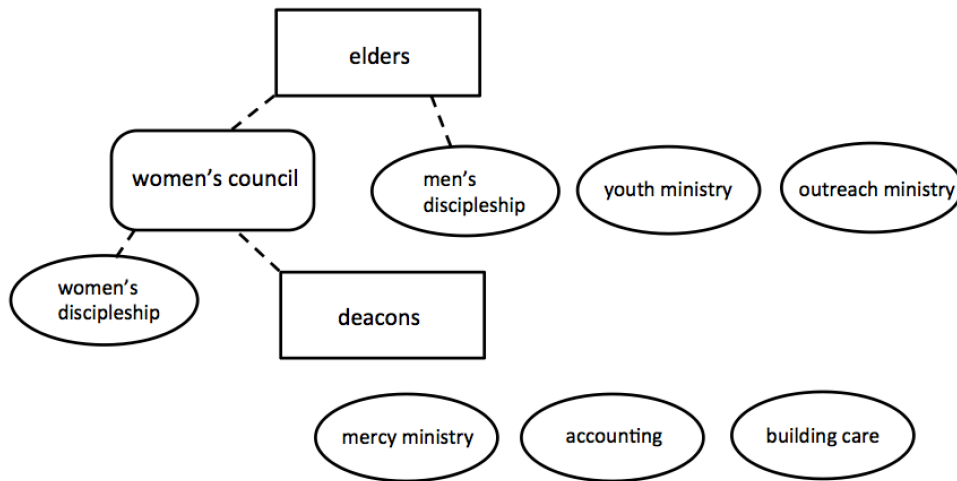 elders
women’s council
men’s
discipleship
youth ministry
outreach ministry
women’s
discipleship
deacons
mercy ministry
accounting
building care